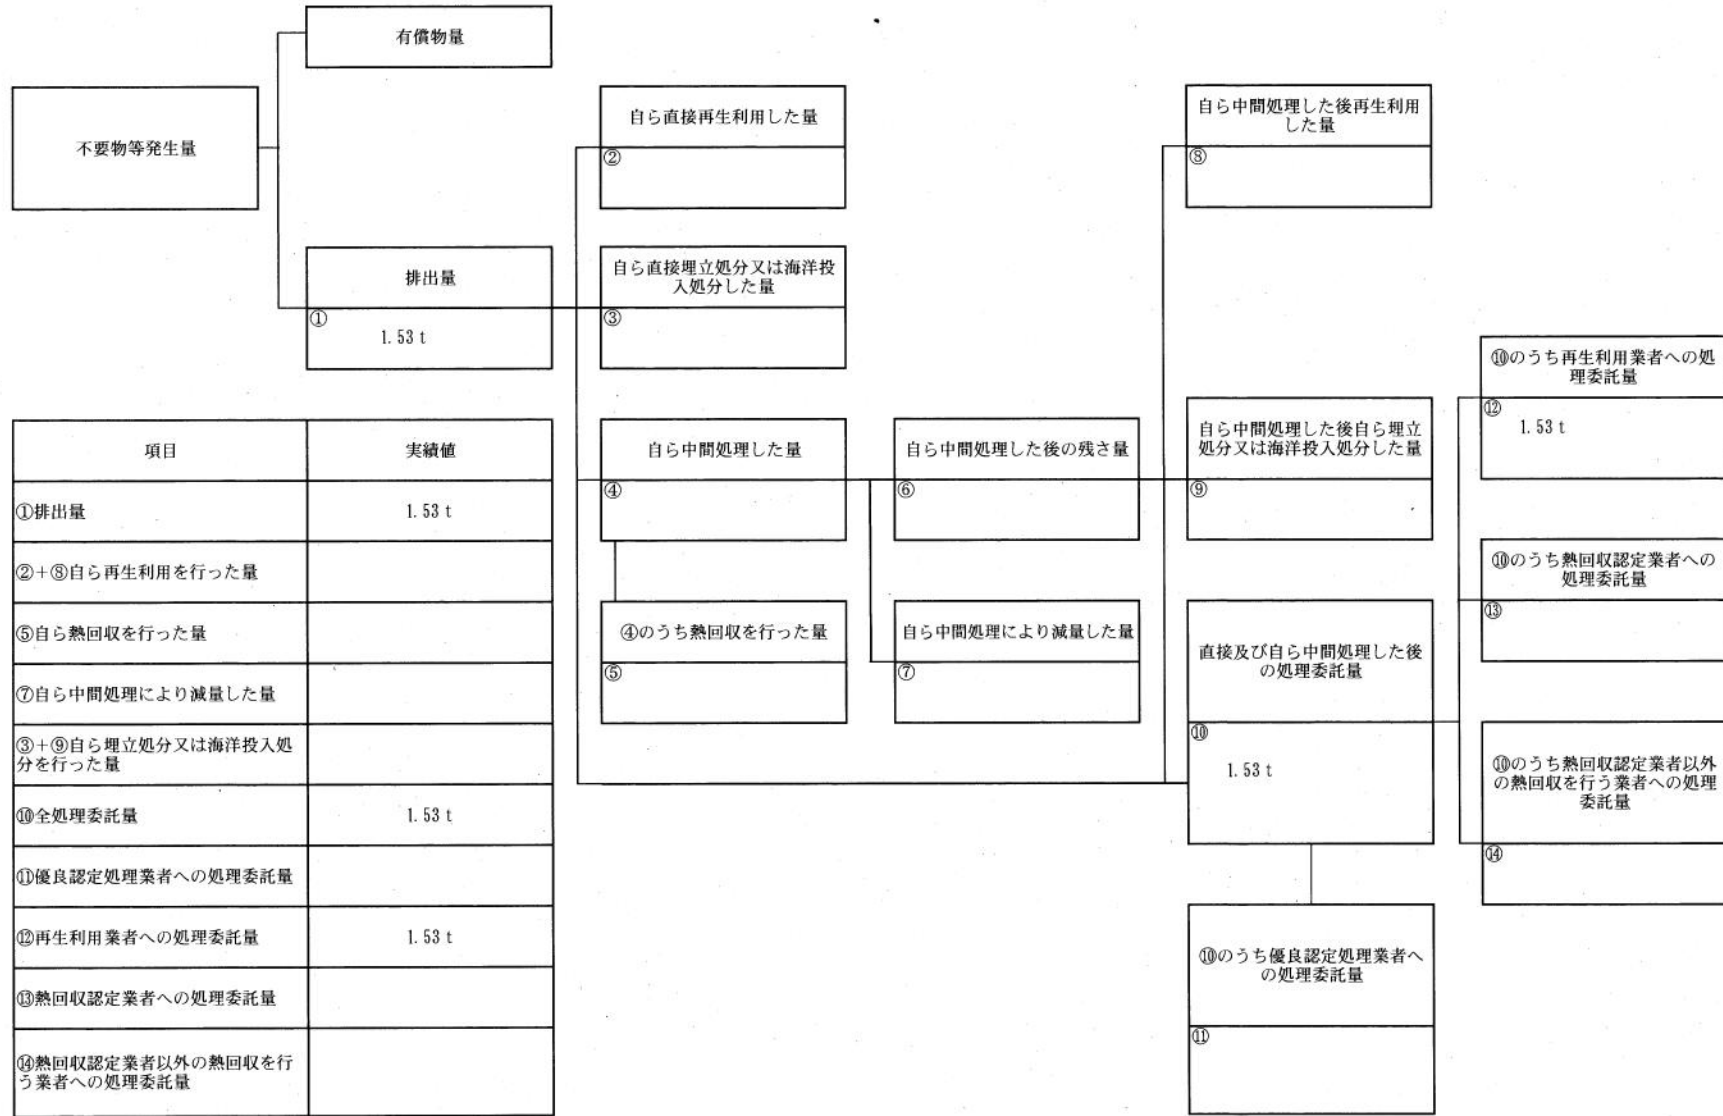 有償物量
不要物等発生量
自ら直接再生利用した量
②
自ら中間処理した後再生利用
した量
⑧
排出量
①
1.53 t
自ら直接埋立処分又は海洋投
入処分した量
③
⑩のうち再生利用業者への処
理委託量
⑫
1.53 t
自ら中間処理した量
④
自ら中間処理した後の残さ量
⑥
自ら中間処理した後自ら埋立
処分又は海洋投入処分した量
⑨
⑩のうち熱回収認定業者への
処理委託量
⑬
④のうち熱回収を行った量
⑤
自ら中間処理により減量した量
⑦
直接及び自ら中間処理した後
の処理委託量
⑩
1.53 t
⑩のうち熱回収認定業者以外
の熱回収を行う業者への処理
委託量
⑭
⑩のうち優良認定処理業者へ
の処理委託量
⑪
項目 実績値
①排出量 1.53 t
②+⑧自ら再生利用を行った量
⑤自ら熱回収を行った量
⑦自ら中間処理により減量した量
③+⑨自ら埋立処分又は海洋投入処
分を行った量
⑩全処理委託量 1.53 t
⑪優良認定処理業者への処理委託量
⑫再生利用業者への処理委託量 1.53 t
⑬熱回収認定業者への処理委託量
⑭熱回収認定業者以外の熱回収を行
う業者への処理委託量